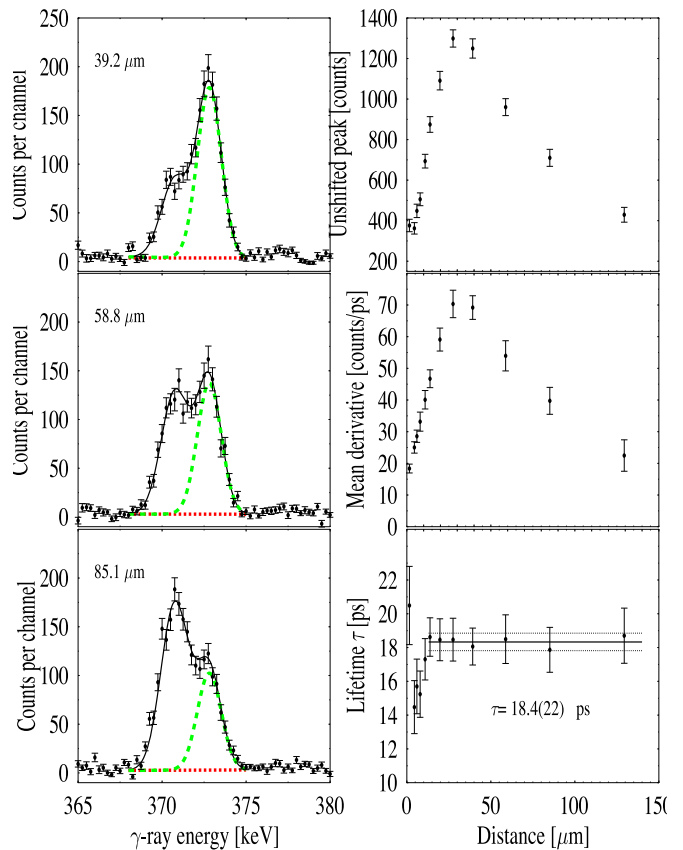 250
200
150
100
50
0
Counts per channel
39.2 μm
200
150
100
50
0
Counts per channel
58.8 μm
200
150
100
50
0
Counts per channel
85.1 μm
365 370 375 380
γ-ray energy [keV]
1400
1200
1000
800
600
400
200
Unshifted peak [counts]
70
60
50
40
30
20
10
0
Mean derivative [counts/ps]
22
20
18
16
14
12
10
Lifetime τ [ps]
τ= 18.4(22) ps
0 50 100
Distance [μm]